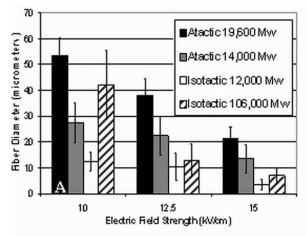 70
60
50
40
30
20
10
0
Fiber Diameter (micrometers)
Atactic 19,600 Mw
Atactic 14,000 Mw
Isotactic 12,000 Mw
Isotactic 106,000 Mw
A
10 12.5 15
Electric Field Strength (kV/cm)